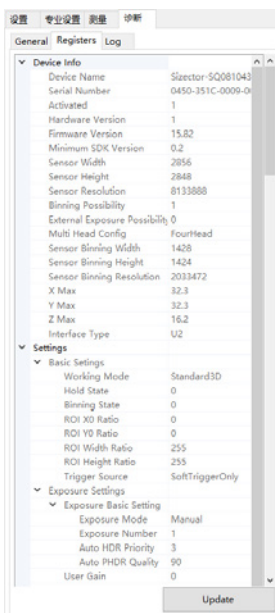 设置 专业设置 测量 诊断
General Registers Log
Device Info
Device Name Sizector-SQ081043
Serial Number 0450-351C-0009-0
Activated 1
Hardware Version 1
Firmware Version 15.82
Minimum SDK Version 0.2
Sensor Width 2856
Sensor Height 2848
Sensor Resolution 8133888
Binning Possibility 1
External Exposure Possibility 0
Multi Head Config FourHead
Sensor Binning Width 1428
Sensor Binning Height 1424
Sensor Binning Resolution 2033472
X Max 32.3
Y Max 32.3
Z Max 16.2
Interface Type U2
Settings
Basic Setings
Working Mode Standard3D
Hold State 0
Binning State 0
ROI X0 Ratio 0
ROI Y0 Ratio 0
ROI Width Ratio 255
ROI Height Ratio 255
Trigger Source SoftTriggerOnly
Exposure Settings
Exposure Basic Setting
Exposure Mode Manual
Exposure Number 1
Auto HDR Priority 3
Auto PHDR Quality 90
User Gain 0
Update